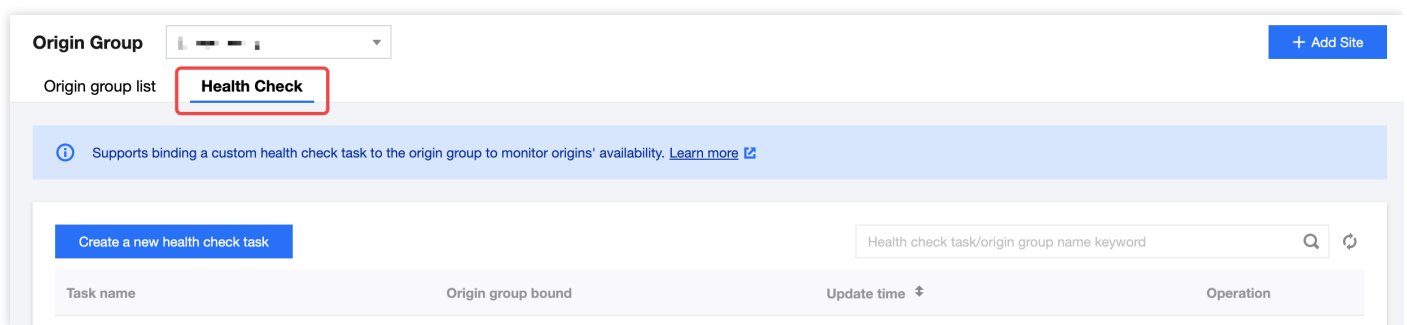 Origin Group
+ Add Site
Origin group list Health Check
Supports binding a custom health check task to the origin group to monitor origins' availability. Learn more
Create a new health check task
Health check task/origin group name keyword
Task name Origin group bound Update time Operation